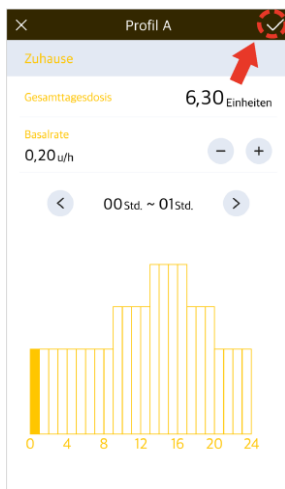 Profil A
Zuhause
Gesamttagesdosis 6,30 Einheiten
Basalrate
0,20 u/h
00 Std. ~ 01 Std.
0 4 8 12 16 20 24